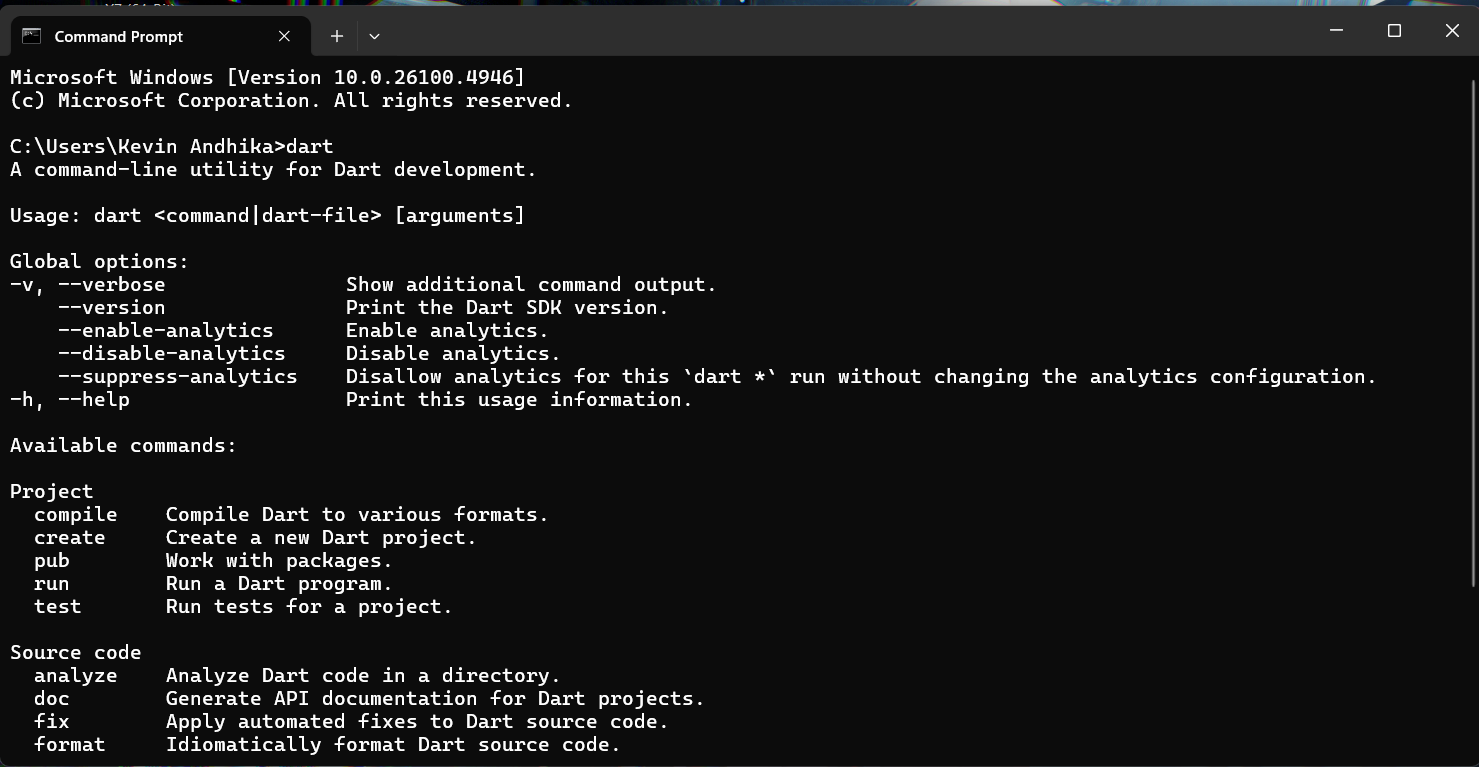 Command Prompt
Microsoft Windows [Version 10.0.26100.4946]
(c) Microsoft Corporation. All rights reserved.
C:\Users\Kevin Andhika>dart
A command-line utility for Dart development.
Usage: dart <command|dart-file> [arguments]
Global options:
-v, --verbose               Show additional command output.
    --version               Print the Dart SDK version.
    --enable-analytics      Enable analytics.
    --disable-analytics     Disable analytics.
    --suppress-analytics    Disallow analytics for this `dart *` run without changing the analytics configuration.
-h, --help                  Print this usage information.
Available commands:
Project
  compile    Compile Dart to various formats.
  create     Create a new Dart project.
  pub        Work with packages.
  run        Run a Dart program.
  test       Run tests for a project.
Source code
  analyze    Analyze Dart code in a directory.
  doc        Generate API documentation for Dart projects.
  fix        Apply automated fixes to Dart source code.
  format     Idiomatically format Dart source code.